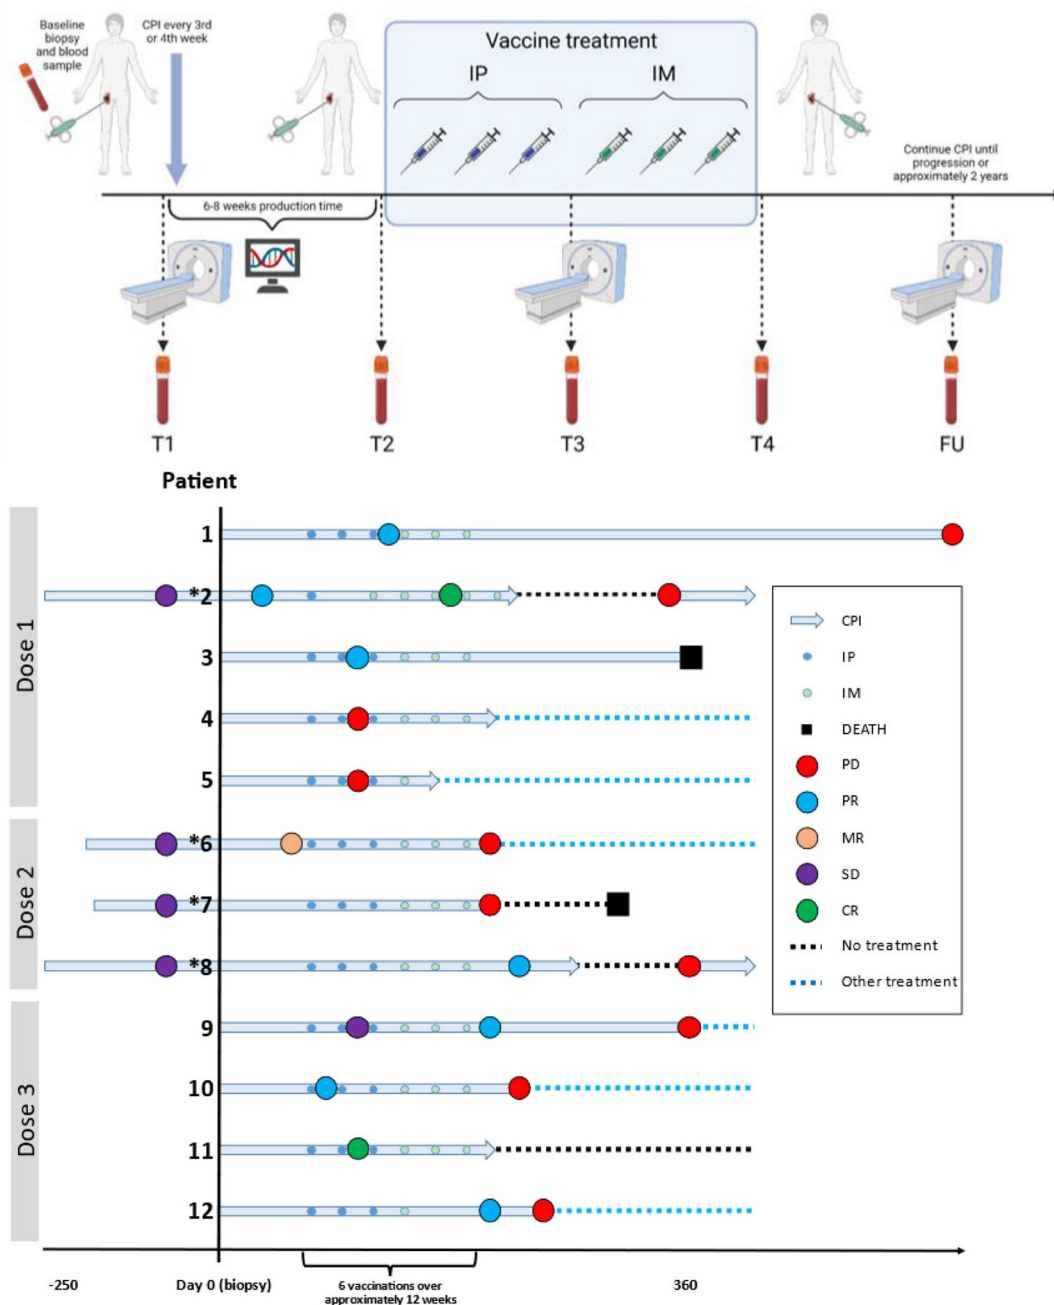 Baseline
biopsy
and blood
sample
CPI every 3rd
or 4th week
Vaccine treatment
IP
IM
Continue CPI until
progression or
approximately 2 years
6-8 weeks production time
T1
T2
T3
T4
FU
Patient
Dose 1
1
*2
3
4
5
Dose 2
*6
*7
*8
Dose 3
9
10
11
12
CPI
IP
IM
DEATH
PD
PR
MR
SD
CR
No treatment
Other treatment
-250
Day 0 (biopsy)
6 vaccinations over
approximately 12 weeks
360